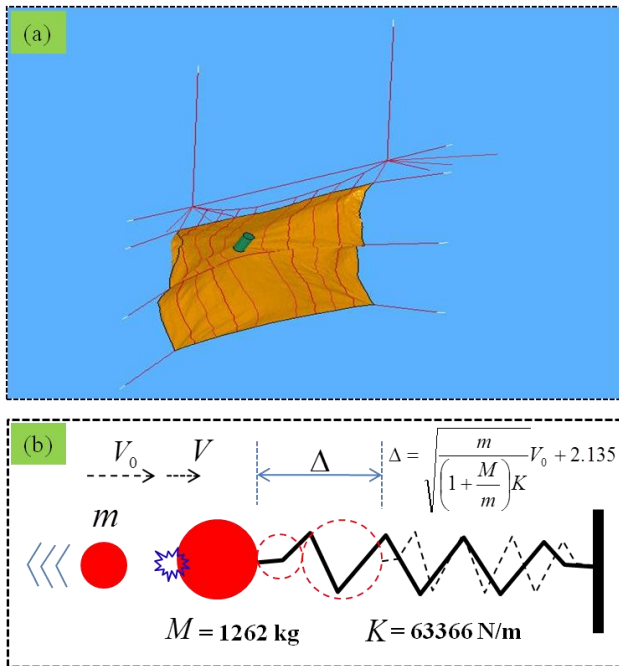 (a)
(b)
V₀ V Δ Δ = √(m / ((1 + M/m) K)) V₀ + 2.135
m
M = 1262 kg K = 63366 N/m